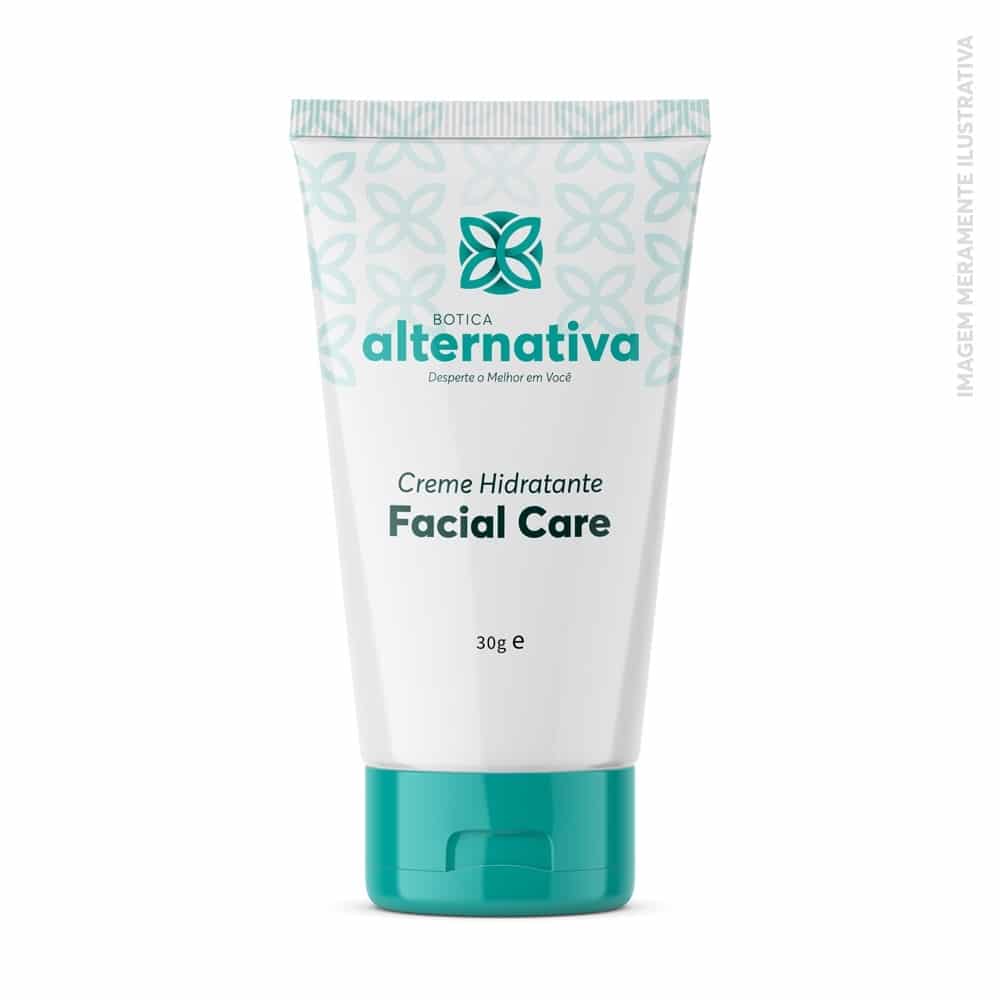 BOTICA
alternativa
Desperte o Melhor em Você
Creme Hidratante
Facial Care
30g e
IMAGEM MERAMENTE ILUSTRATIVA